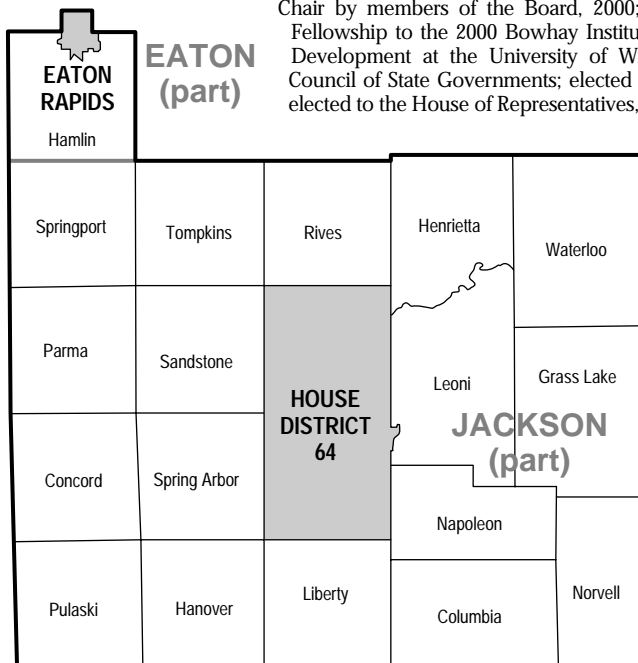 Chair by members of the Board, 2000;
Fellowship to the 2000 Bowhay Institu
Development at the University of W
Council of State Governments; elected
elected to the House of Representatives,
EATON
RAPIDS
EATON
(part)
Hamlin
Springport
Tompkins
Rives
Henrietta
Waterloo
Parma
Sandstone
HOUSE
DISTRICT
64
Leoni
Grass Lake
JACKSON
(part)
Concord
Spring Arbor
Napoleon
Pulaski
Hanover
Liberty
Columbia
Norvell